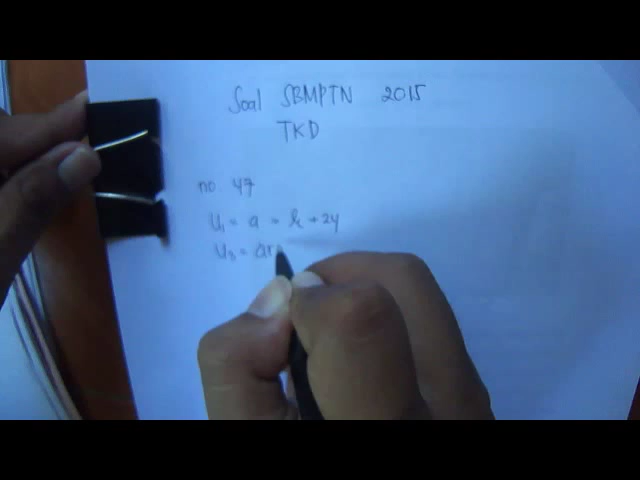 Soal SBMPTN 2015
TKD
no. 47
U₁ = a = k + 24
U₃ = ar